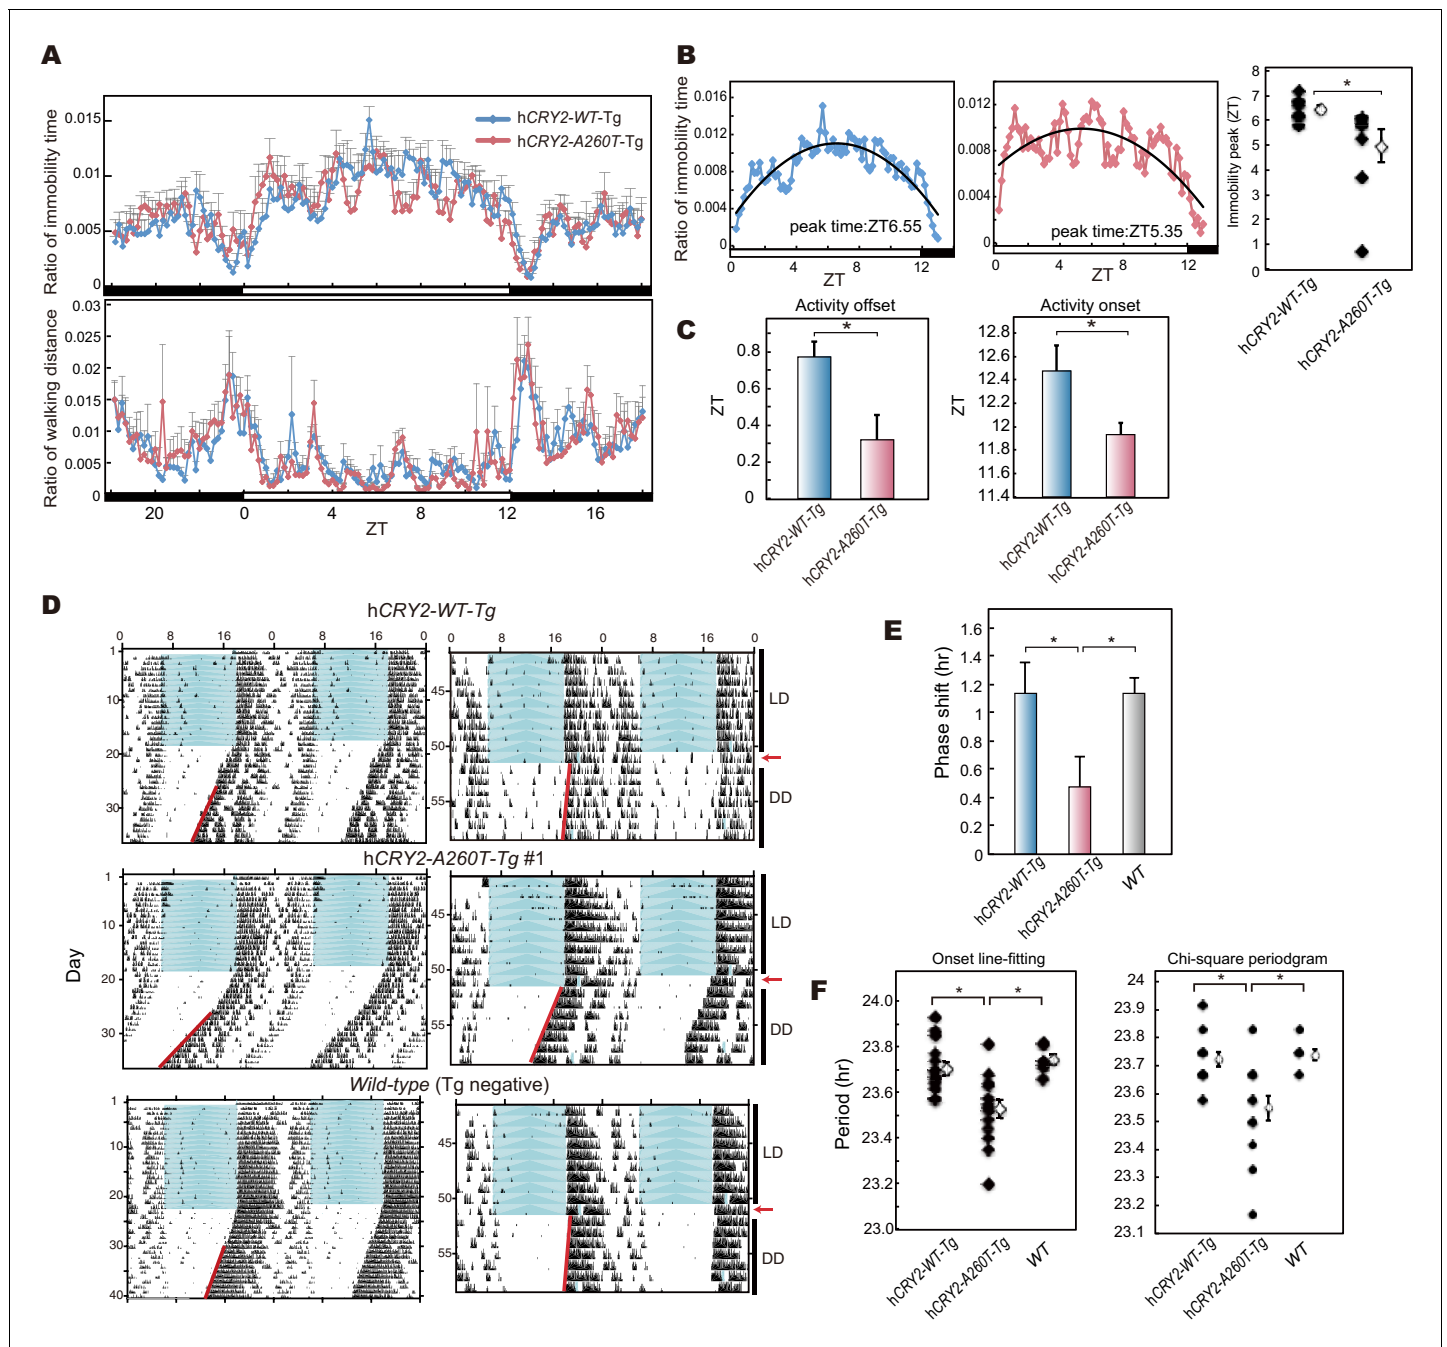 A
Ratio of immobility time
0.015
0.01
0.005
0
hCRY2-WT-Tg
hCRY2-A260T-Tg
Ratio of walking distance
0.03
0.025
0.02
0.015
0.01
0.005
0
20 0 4 8 12 16
ZT
B
Ratio of immobility time
0.016
0.012
0.008
0.004
0
peak time:ZT6.55
0 4 8 12
ZT
0.012
0.008
0.004
0
peak time:ZT5.35
0 4 8 12
ZT
Immobility peak (ZT)
8
7
6
5
4
3
2
1
0
*
hCRY2-WT-Tg
hCRY2-A260T-Tg
C
Activity offset
ZT
0.8
0.6
0.4
0.2
0
*
hCRY2-WT-Tg
hCRY2-A260T-Tg
Activity onset
ZT
12.8
12.6
12.4
12.2
12
11.8
11.6
11.4
*
hCRY2-WT-Tg
hCRY2-A260T-Tg
D
hCRY2-WT-Tg
0 8 16 0 8 16 0
0 8 16 0 8 16 0
1
10
20
30
45
50
55
LD
DD
hCRY2-A260T-Tg #1
Day
1
10
20
30
45
50
55
LD
DD
Wild-type (Tg negative)
1
10
20
30
40
45
50
55
LD
DD
E
Phase shift (hr)
1.6
1.4
1.2
1
0.8
0.6
0.4
0.2
0
* *
hCRY2-WT-Tg
hCRY2-A260T-Tg
WT
F
Onset line-fitting
Period (hr)
24.0
23.8
23.6
23.4
23.2
23.0
* *
hCRY2-WT-Tg
hCRY2-A260T-Tg
WT
Chi-square periodgram
24
23.9
23.8
23.7
23.6
23.5
23.4
23.3
23.2
23.1
* *
hCRY2-WT-Tg
hCRY2-A260T-Tg
WT